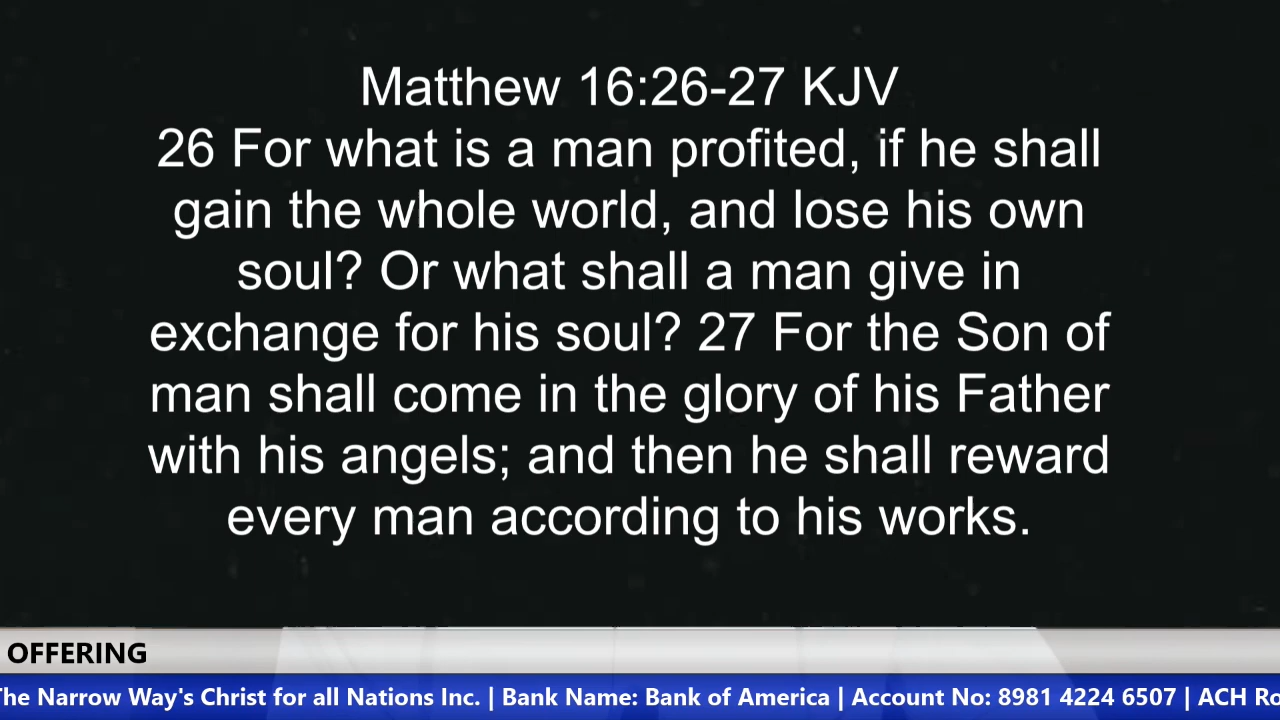 Matthew 16:26-27 KJV
26 For what is a man profited, if he shall
gain the whole world, and lose his own
soul? Or what shall a man give in
exchange for his soul? 27 For the Son of
man shall come in the glory of his Father
with his angels; and then he shall reward
every man according to his works.
OFFERING
The Narrow Way's Christ for all Nations Inc. | Bank Name: Bank of America | Account No: 8981 4224 6507 | ACH